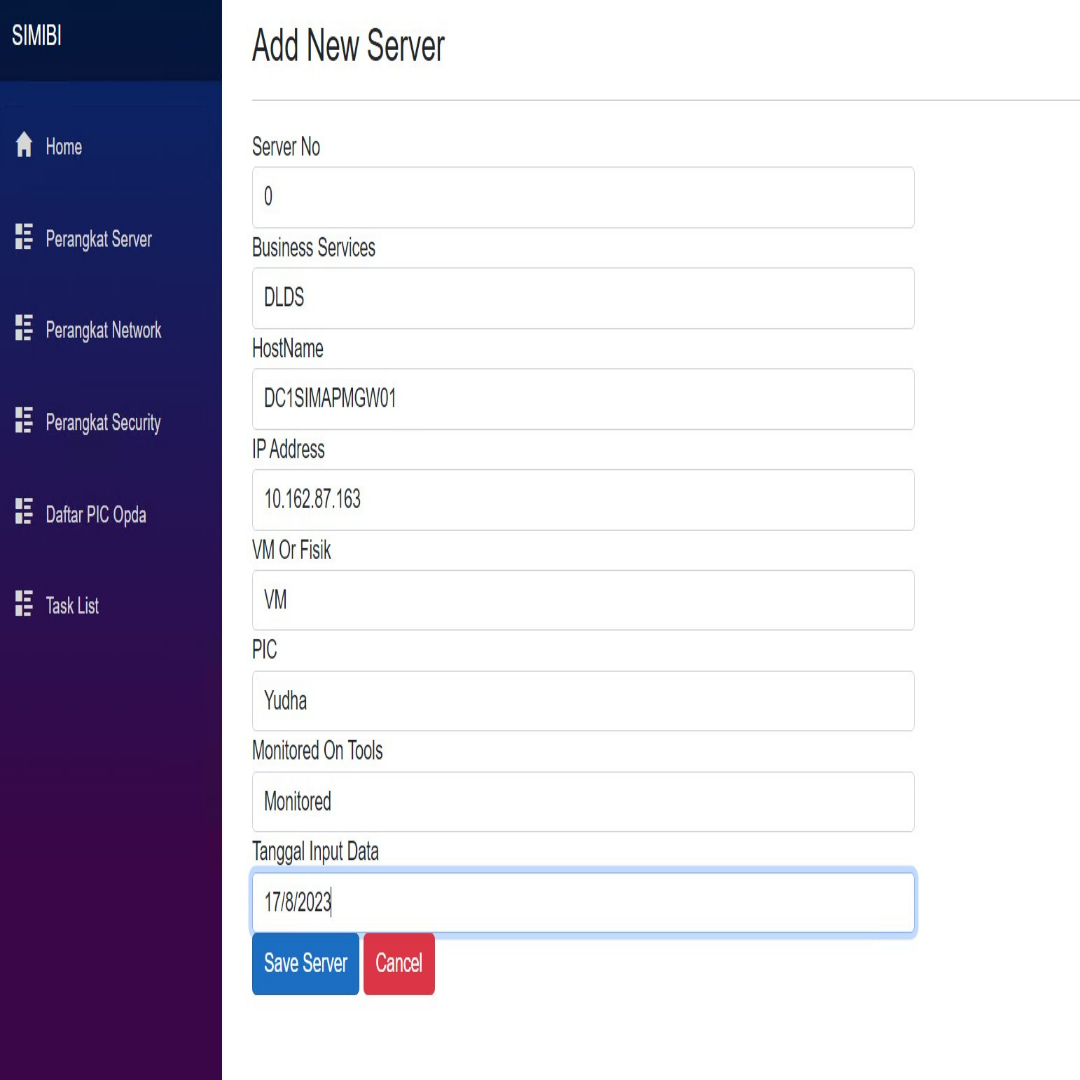 SIMIBI
Home
Perangkat Server
Perangkat Network
Perangkat Security
Daftar PIC Opda
Task List
Add New Server
Server No
0
Business Services
DLDS
HostName
DC1SIMAPMGW01
IP Address
10.162.87.163
VM Or Fisik
VM
PIC
Yudha
Monitored On Tools
Monitored
Tanggal Input Data
17/8/2023
Save Server Cancel